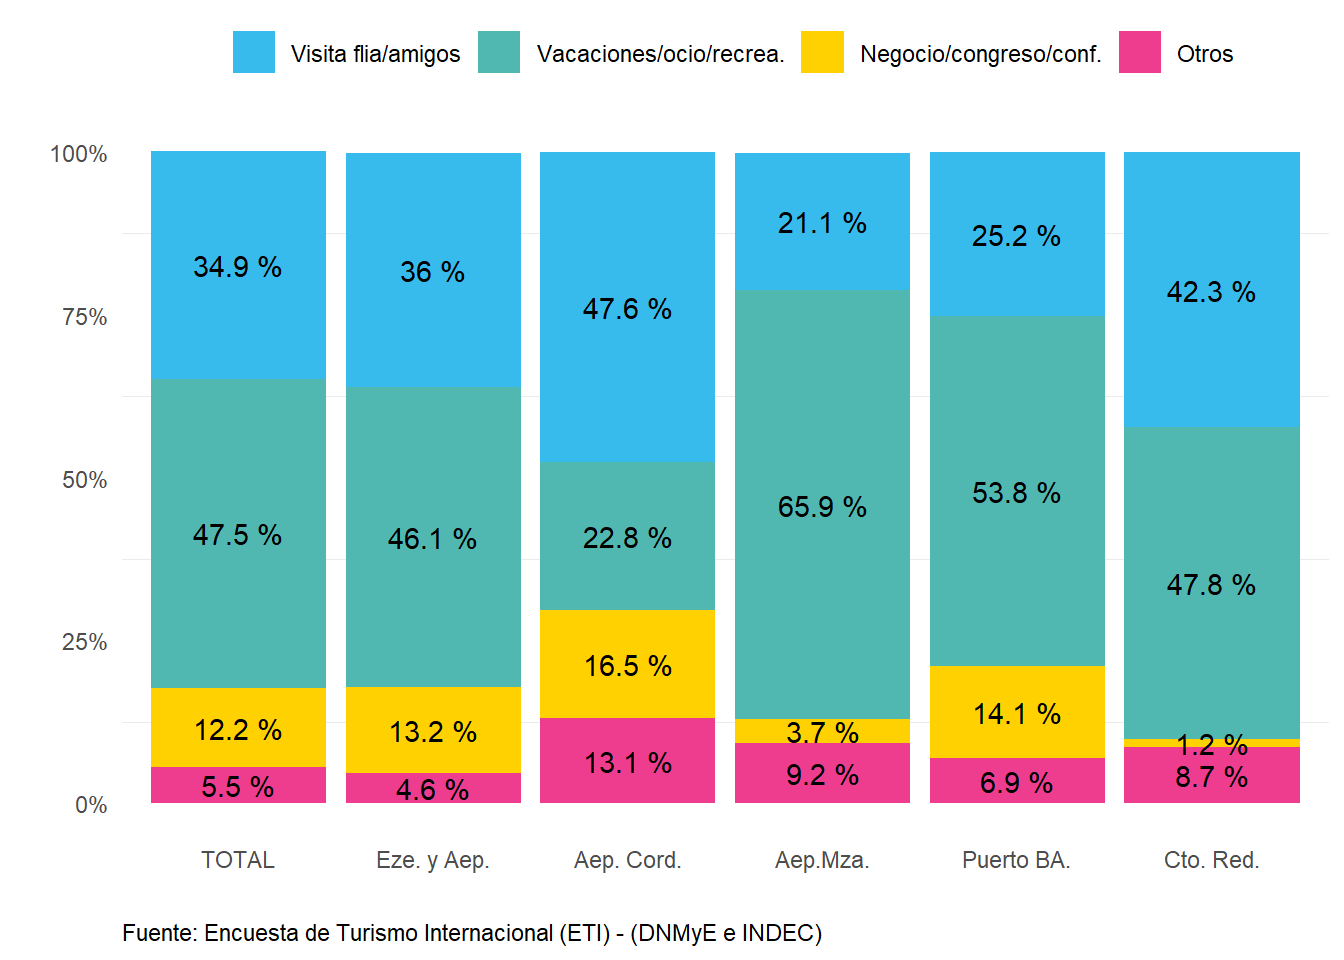 Visita flia/amigos Vacaciones/ocio/recrea. Negocio/congreso/conf. Otros
100%
75%
50%
25%
0%
34.9 % 36 % 47.6 % 21.1 % 25.2 % 42.3 %
47.5 % 46.1 % 22.8 % 65.9 % 53.8 % 47.8 %
12.2 % 13.2 % 16.5 % 3.7 % 14.1 % 1.2 %
5.5 % 4.6 % 13.1 % 9.2 % 6.9 % 8.7 %
TOTAL Eze. y Aep. Aep. Cord. Aep.Mza. Puerto BA. Cto. Red.
Fuente: Encuesta de Turismo Internacional (ETI) - (DNMyE e INDEC)